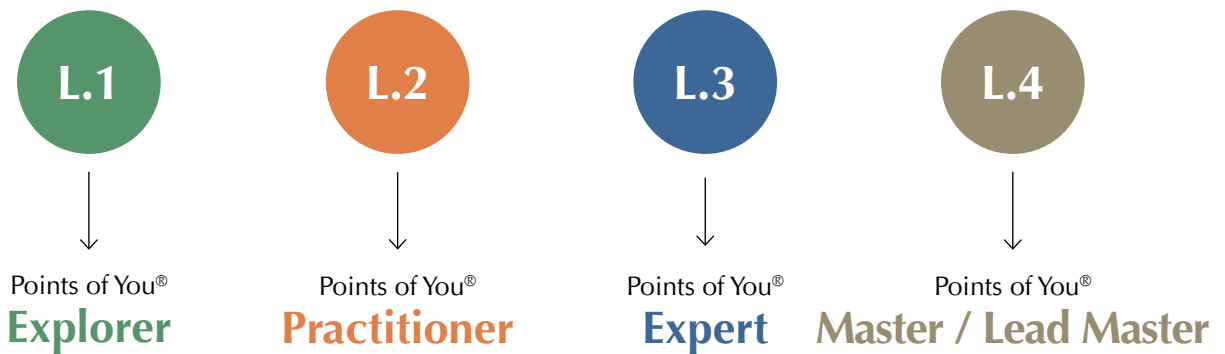 L.1
L.2
L.3
L.4
Points of You®
Explorer
Points of You®
Practitioner
Points of You®
Expert
Points of You®
Master / Lead Master